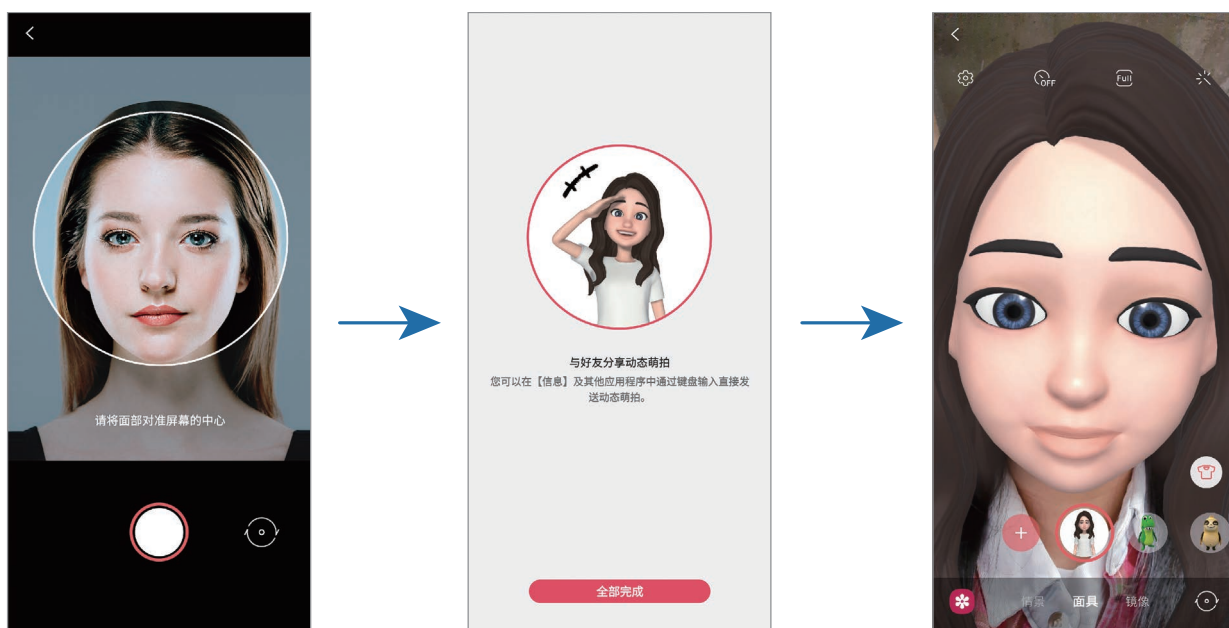 请将面部对准屏幕的中心
与好友分享动态萌拍
您可以在【信息】及其他应用程序中通过键盘输入直接发
送动态萌拍。
全部完成
OFF
Full
情景 面具 镜像